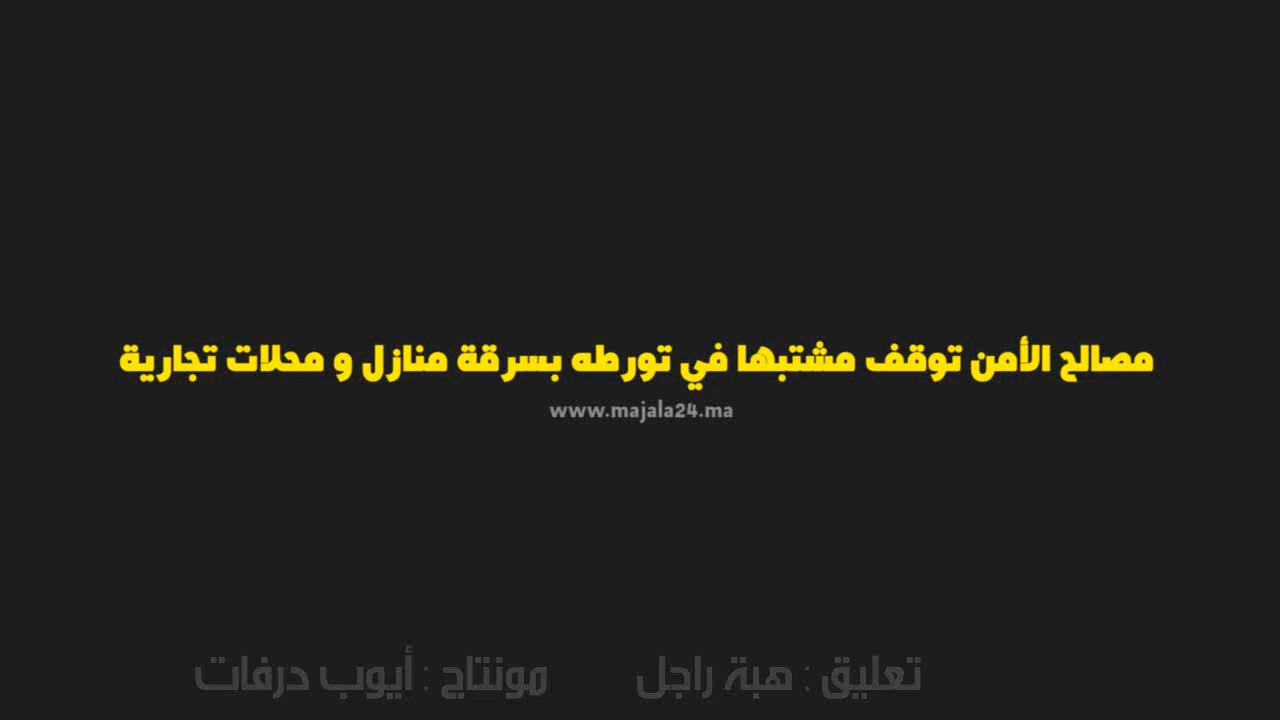 مصالح الأمن توقف مشتبها في تورطه بسرقة منازل و محلات تجارية
www.majala24.ma
تعليق : هبة راجل مونتاج : أيوب درفات